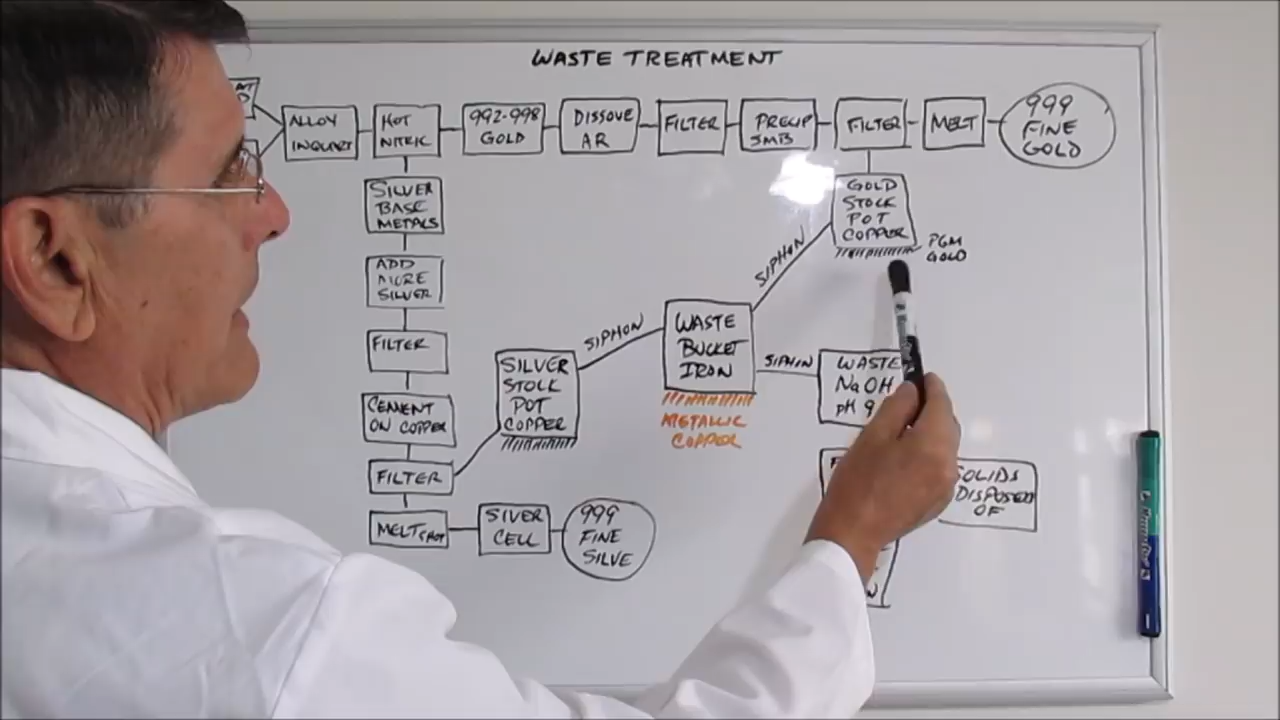 WASTE TREATMENT
ALLOY
INQUART
HOT
NITRIC
992-998
GOLD
DISSOVE
AR
FILTER
PRECIP
SMB
FILTER
MELT
999
FINE
GOLD
SILVER
BASE
METALS
GOLD
STOCK
POT
COPPER
PGM
GOLD
SIPHON
ADD
MORE
SILVER
FILTER
SIPHON
WASTE
BUCKET
IRON
SIPHON
WASTE
NaOH
pH 9
METALLIC
COPPER
SILVER
STOCK
POT
COPPER
CEMENT
ON COPPER
FILTER
SOLIDS
DISPOSED
OF
MELT SHOT
SIVER
CELL
999
FINE
SILVE